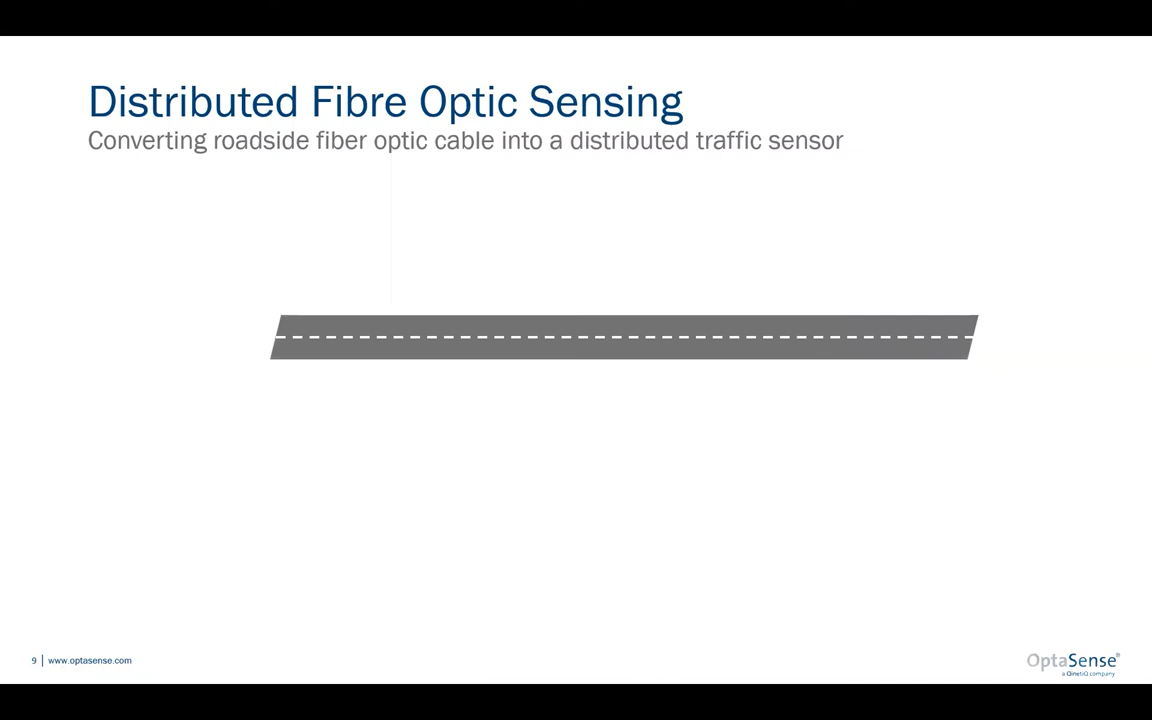 Distributed Fibre Optic Sensing
Converting roadside fiber optic cable into a distributed traffic sensor
9 | www.optasense.com
OptaSense®
a QinetiQ company